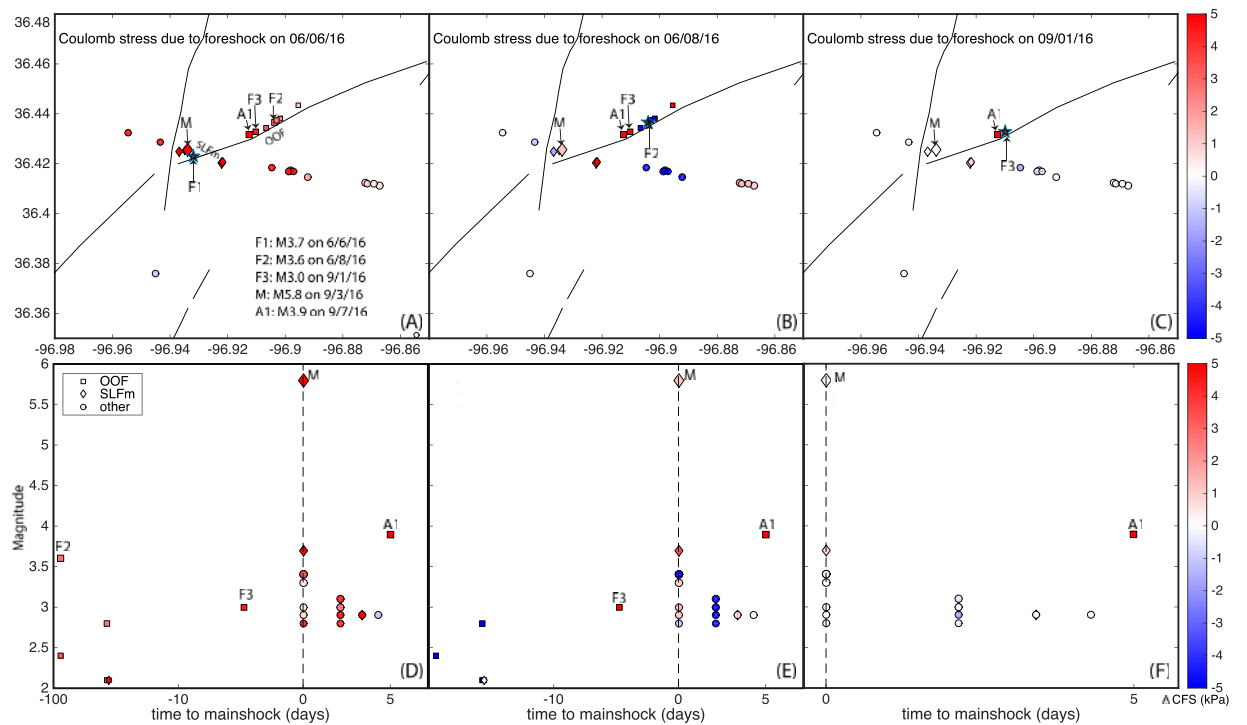 36.48
36.46
36.44
36.42
36.4
36.38
36.36
Coulomb stress due to foreshock on 06/06/16
M
A1
F3
F2
OOF
SLFm
F1
F1: M3.7 on 6/6/16
F2: M3.6 on 6/8/16
F3: M3.0 on 9/1/16
M: M5.8 on 9/3/16
A1: M3.9 on 9/7/16
(A)
-96.98 -96.96 -96.94 -96.92 -96.9 -96.88 -96.86
Coulomb stress due to foreshock on 06/08/16
M
A1
F3
F2
(B)
-96.96 -96.94 -96.92 -96.9 -96.88 -96.86
Coulomb stress due to foreshock on 09/01/16
M
A1
F3
(C)
-96.96 -96.94 -96.92 -96.9 -96.88 -96.86
5
4
3
2
1
0
-1
-2
-3
-4
-5
Magnitude
6
5.5
5
4.5
4
3.5
3
2.5
2
OOF
SLFm
other
M
A1
F2
F3
(D)
-100 -10 0 5
time to mainshock (days)
M
A1
F3
(E)
-10 0 5
time to mainshock (days)
M
A1
(F)
0 5
time to mainshock (days)
5
4
3
2
1
0
-1
-2
-3
-4
-5
CFS (kPa)